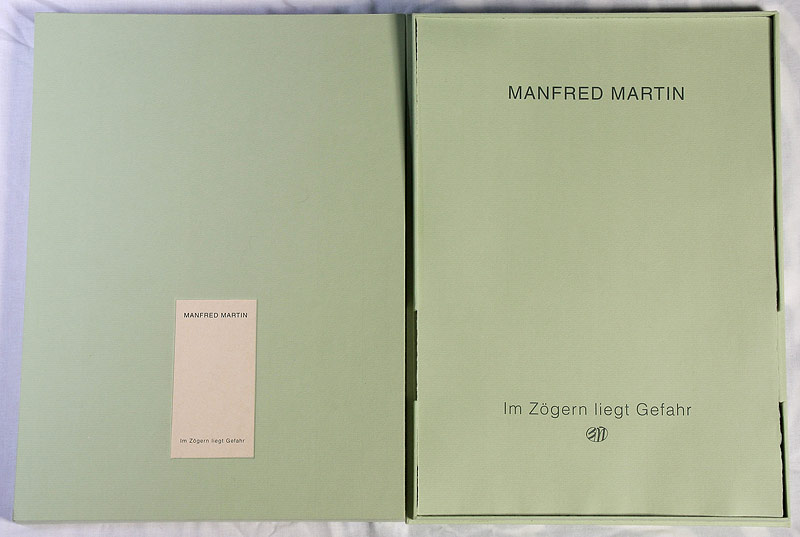 MANFRED MARTIN
Im Zögern liegt Gefahr
MANFRED MARTIN
Im Zögern liegt Gefahr